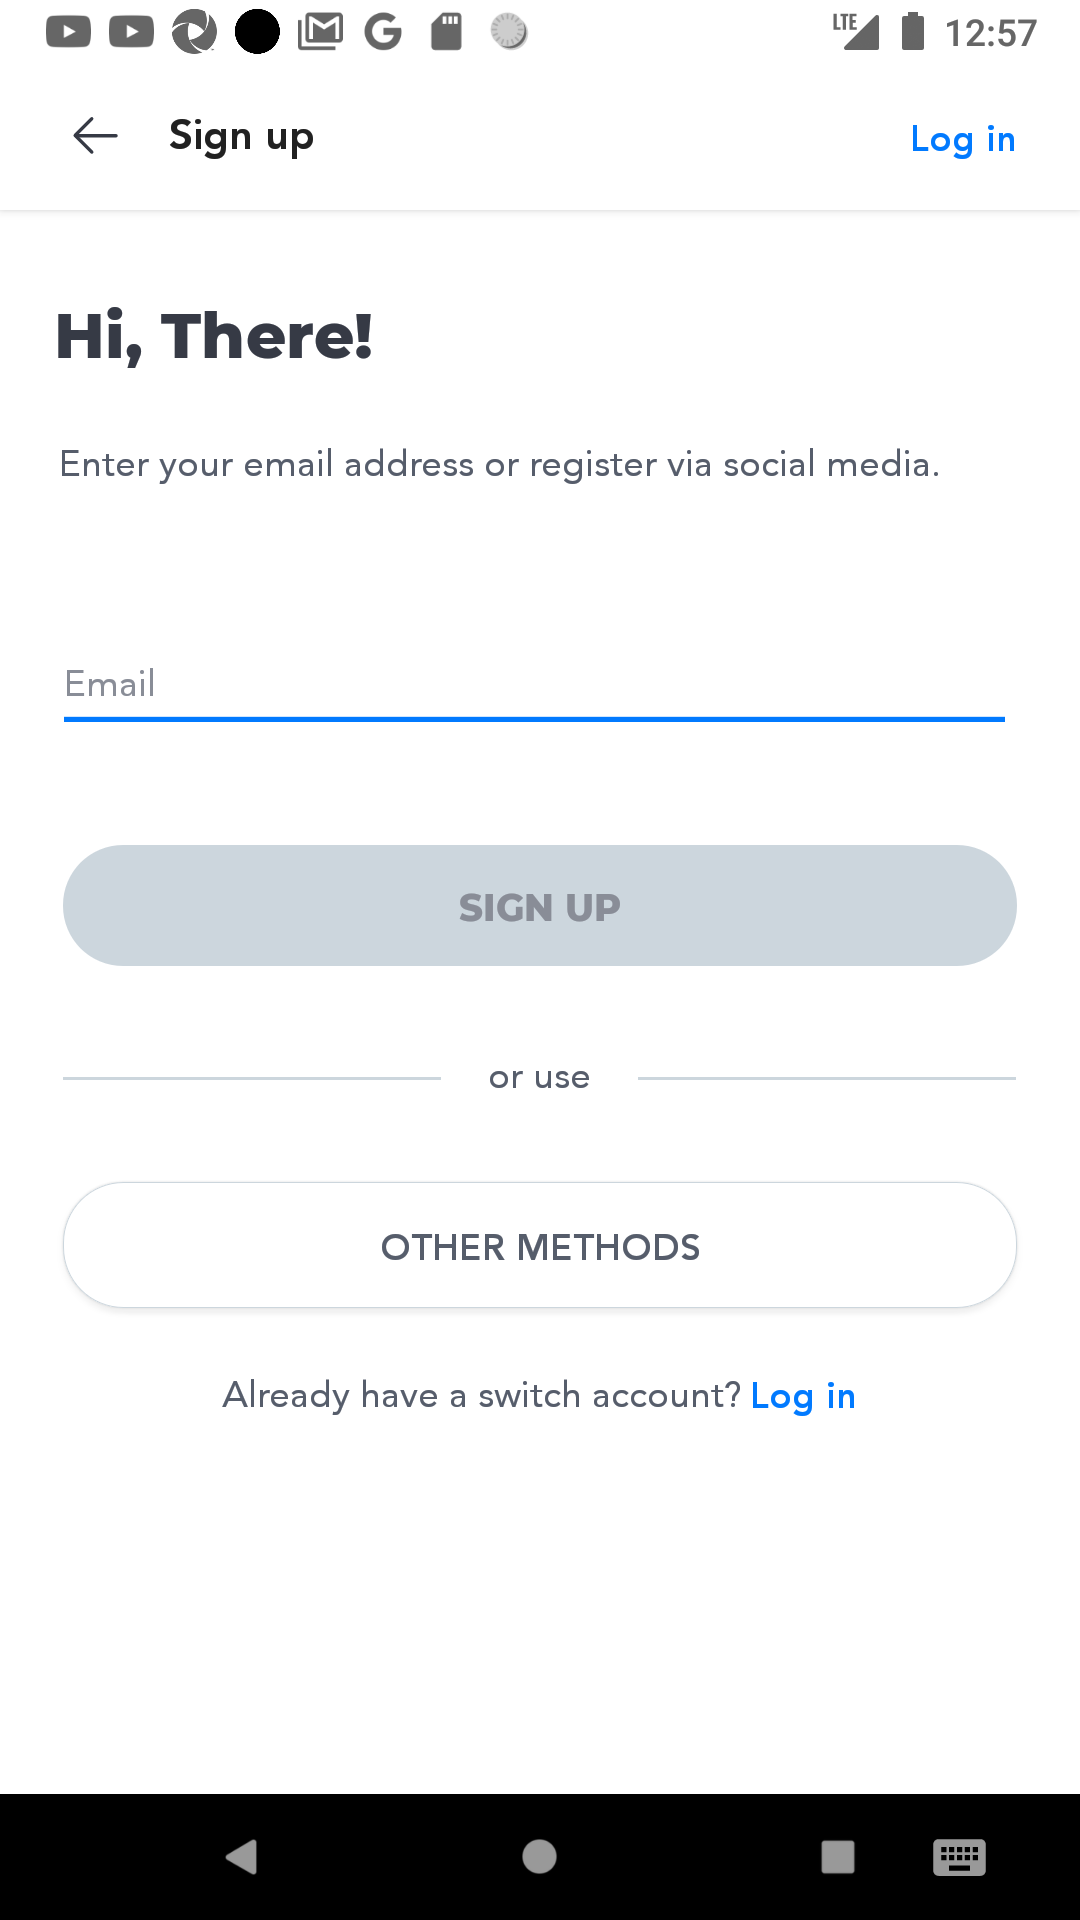 LTE 12:57
Sign up
Log in
Hi, There!
Enter your email address or register via social media.
Email
SIGN UP
or use
OTHER METHODS
Already have a switch account? Log in